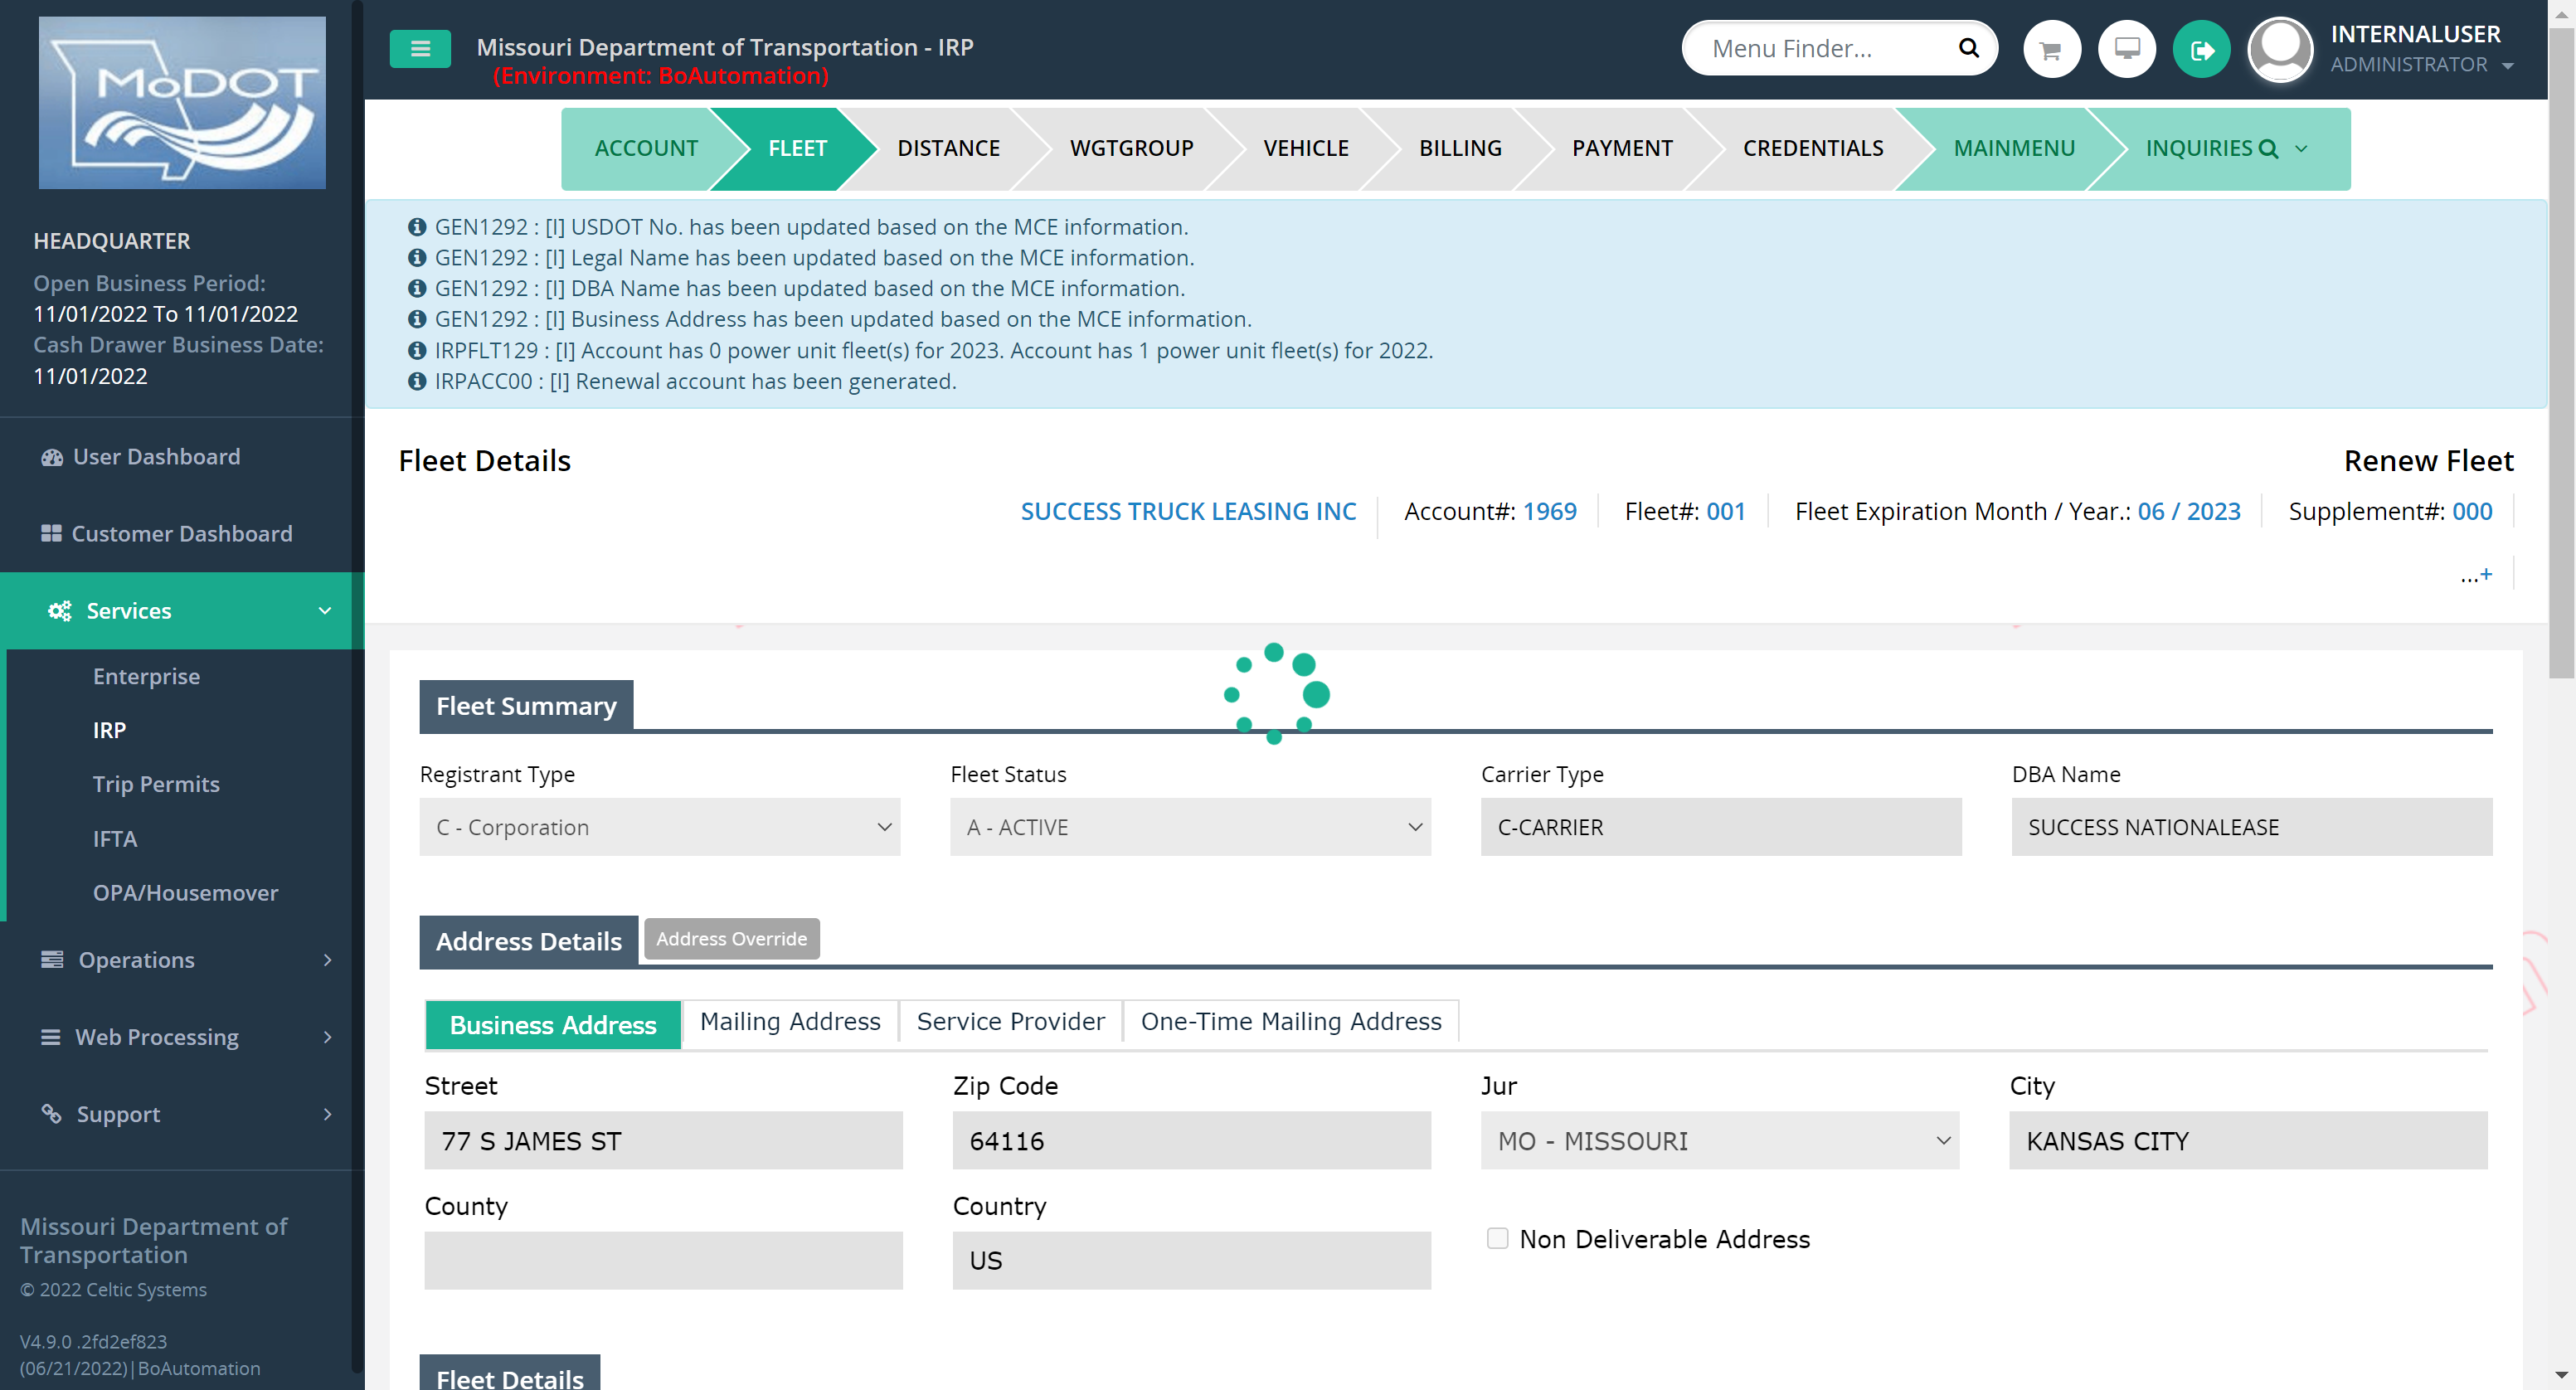 MoDOT
HEADQUARTER
Open Business Period:
11/01/2022 To 11/01/2022
Cash Drawer Business Date:
11/01/2022
User Dashboard
Customer Dashboard
Services
Enterprise
IRP
Trip Permits
IFTA
OPA/Housemover
Operations
Web Processing
Support
Missouri Department of
Transportation
© 2022 Celtic Systems
V4.9.0 .2fd2ef823
(06/21/2022)|BoAutomation
Missouri Department of Transportation - IRP
(Environment: BoAutomation)
Menu Finder...
INTERNALUSER
ADMINISTRATOR
ACCOUNT FLEET DISTANCE WGTGROUP VEHICLE BILLING PAYMENT CREDENTIALS MAINMENU INQUIRIES
GEN1292 : [I] USDOT No. has been updated based on the MCE information.
GEN1292 : [I] Legal Name has been updated based on the MCE information.
GEN1292 : [I] DBA Name has been updated based on the MCE information.
GEN1292 : [I] Business Address has been updated based on the MCE information.
IRPFLT129 : [I] Account has 0 power unit fleet(s) for 2023. Account has 1 power unit fleet(s) for 2022.
IRPACC00 : [I] Renewal account has been generated.
Fleet Details Renew Fleet
SUCCESS TRUCK LEASING INC Account#: 1969 Fleet#: 001 Fleet Expiration Month / Year.: 06 / 2023 Supplement#: 000
...+
Fleet Summary
Registrant Type Fleet Status Carrier Type DBA Name
C - Corporation A - ACTIVE C-CARRIER SUCCESS NATIONALEASE
Address Details Address Override
Business Address Mailing Address Service Provider One-Time Mailing Address
Street Zip Code Jur City
77 S JAMES ST 64116 MO - MISSOURI KANSAS CITY
County Country
US Non Deliverable Address
Fleet Details